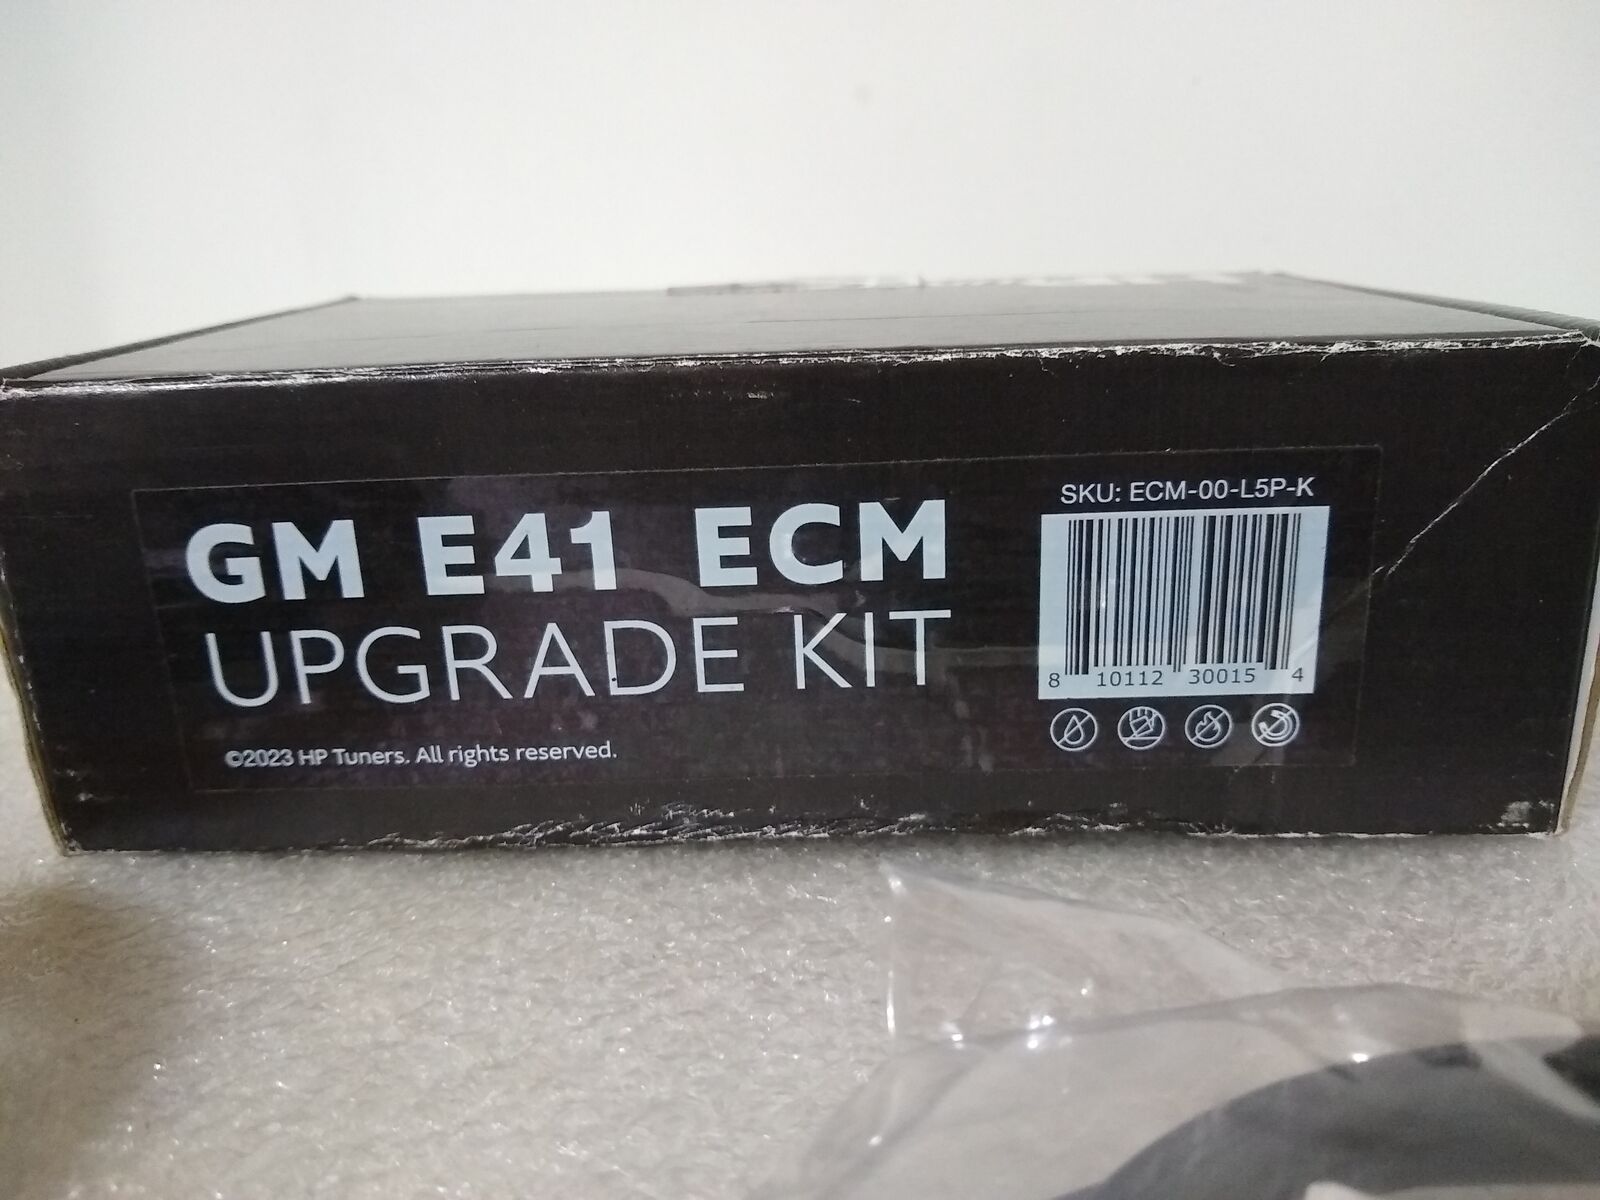 GM E41 ECM
UPGRADE KIT
©2023 HP Tuners. All rights reserved.
SKU: ECM-00-L5P-K
8 10112 30015 4